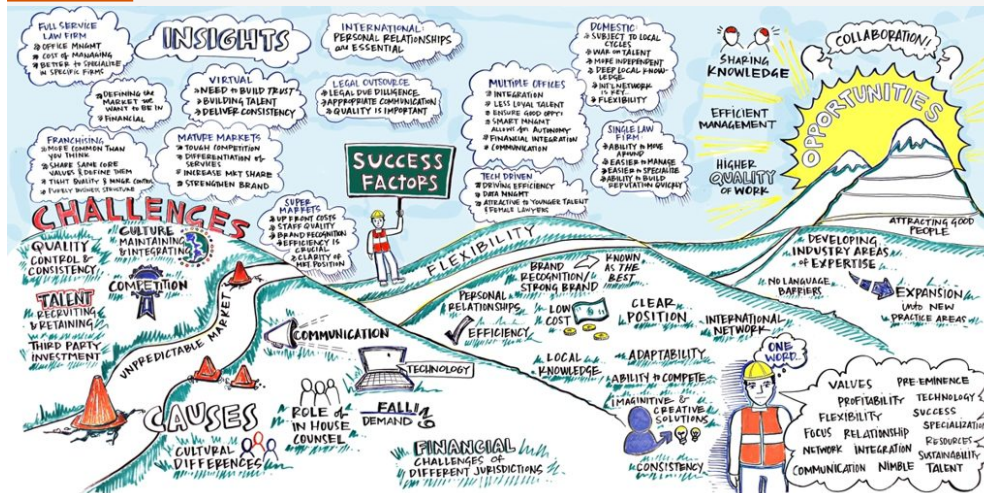 FULL SERVICE
LAW FIRM
OFFICE MNGMT
COST OF MANAGING
BETTER TO SPECIALIZE
IN SPECIFIC FIRMS
INSIGHTS
INTERNATIONAL:
PERSONAL RELATIONSHIPS
are ESSENTIAL
DOMESTIC
SUBJECT TO LOCAL
CYCLES
WAR ON TALENT
MORE INDEPENDENT
DEEP LOCAL KNOW-
LEDGE
INT'L NETWORK
IS KEY
FLEXIBILITY
SHARING
KNOWLEDGE
COLLABORATION!
DEFINING the
MARKET we
WANT TO BE IN
FINANCIAL
VIRTUAL
NEED TO BUILD TRUST
BUILDING TALENT
DELIVER CONSISTENCY
LEGAL OUTSOURCE
LEGAL DUE DILLGENCE
APPROPRIATE COMMUNICATION
QUALITY IS IMPORTANT
MULTIPLE OFFICES
INTEGRATION
LESS LOYAL TALENT
ENSURE GOOD OPPTY
SMART MNGMT
ALLOWS for AUTONOMY
FINANCIAL INTEGRATION
COMMUNICATION
SINGLE LAW
FIRM
ABILITY to MOVE
AROUND
EASIER to MANAGE
EASIER to SPECIALIZE
ABILITY TO BUILD
REPUTATION QUICKLY
EFFICIENT
MANAGEMENT
HIGHER
QUALITY
OF WORK
OPPORTUNITIES
FRANCHISING
MORE COMMON THAN
YOU THINK
SHARE SAME CORE
VALUES & DEFINE THEM
TIGHT QUALITY & MNGR CONTROL
PURELY BUSINESS STRUCTURE
MATURE MARKETS
TOUGH COMPETITION
DIFFERENTIATION of
SERVICES
INCREASE MKT SHARE
STRENGTHEN BRAND
SUCCESS
FACTORS
TECH DRIVEN
DRIVING EFFICIENCY
DATA MNGMT
ATTRACTIVE TO YOUNGER TALENT
& FEMALE LAWYERS
SUPER
MARKETS
UP FRONT COSTS
STAFF QUALITY
BRAND RECOGNITION
EFFICIENCY IS
CRUCIAL
CLARITY OF
MKT POSITION
CHALLENGES
QUALITY
CONTROL &
CONSISTENCY
CULTURE
MAINTAINING
& INTEGRATING
COMPETITION
TALENT
RECRUITING
& RETAINING
THIRD PARTY
INVESTMENT
UNPREDICTABLE MARKET
FLEXIBILITY
ATTRACTING GOOD
PEOPLE
DEVELOPING
INDUSTRY AREAS
of EXPERTISE
NO LANGUAGE
BARRIERS
EXPANSION
into NEW
PRACTICE AREAS
BRAND
RECOGNITION/
STRONG BRAND
KNOWN
AS THE
BEST
PERSONAL
RELATIONSHIPS
LOW
COST
CLEAR
POSITION
INTERNATIONAL
NETWORK
EFFICIENCY
COMMUNICATION
TECHNOLOGY
LOCAL
KNOWLEDGE
ADAPTABILITY
ABILITY to COMPETE
IMAGINITIVE &
CREATIVE
SOLUTIONS
CONSISTENCY
CAUSES
CULTURAL
DIFFERENCES
ROLE of
IN HOUSE
COUNSEL
FALLING
DEMAND
FINANCIAL
CHALLENGES OF
DIFFERENT JURISDICTIONS
ONE
WORD...
VALUES PRE-EMINENCE
PROFITABILITY TECHNOLOGY
FLEXIBILITY SUCCESS
SPECIALIZATION
FOCUS RELATIONSHIP RESOURCES
NETWORK INTEGRATION SUSTAINABILITY
COMMUNICATION NIMBLE TALENT